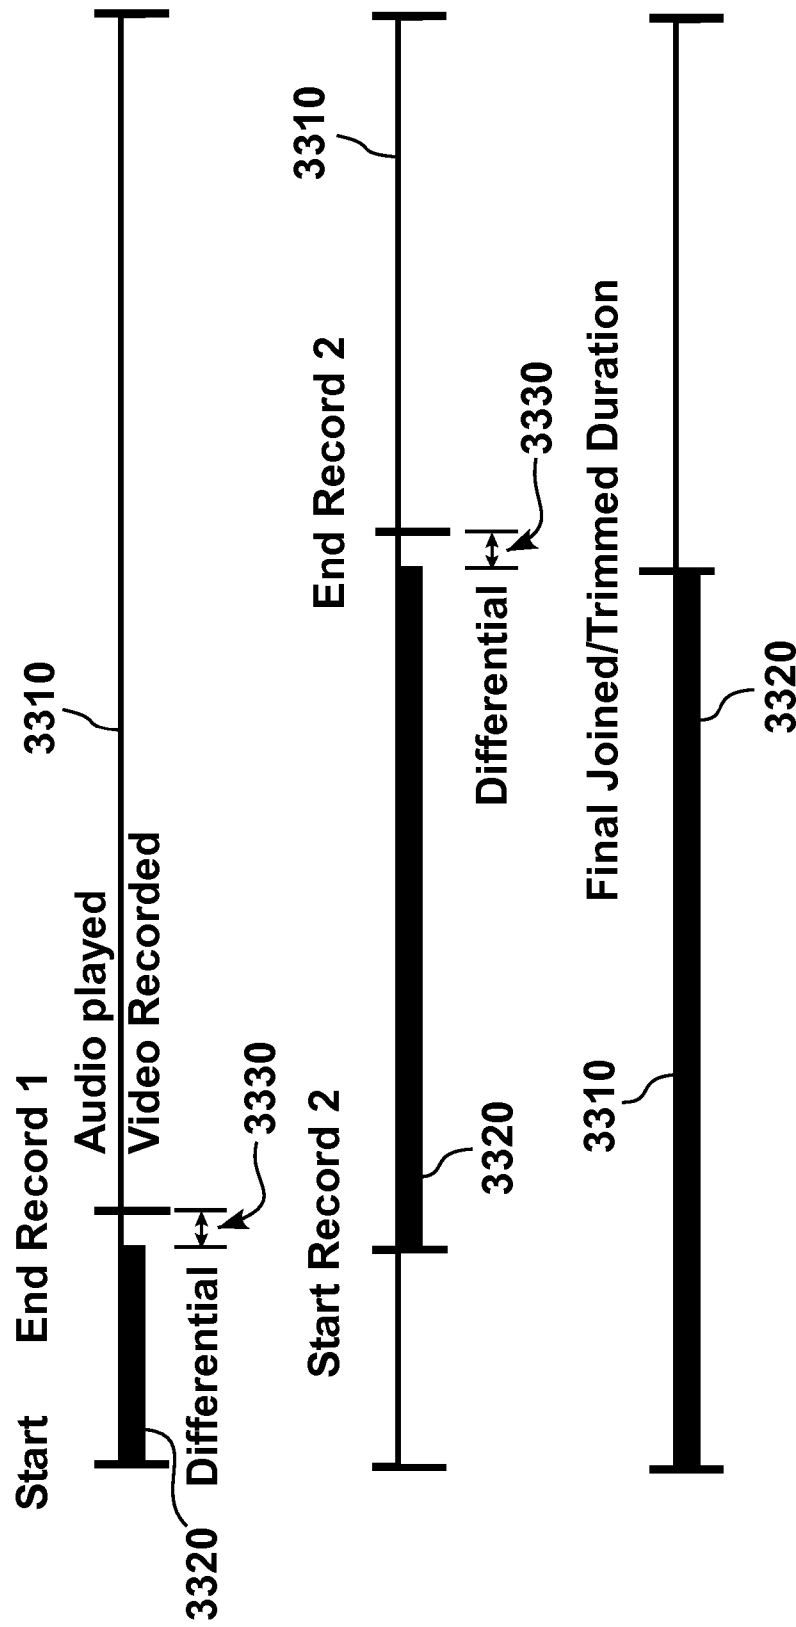 Start
End Record 1
Audio played
Video Recorded
3310
3320
Differential
3330
Start Record 2
End Record 2
3310
3320
Differential
3330
Final Joined/Trimmed Duration
3310
3320